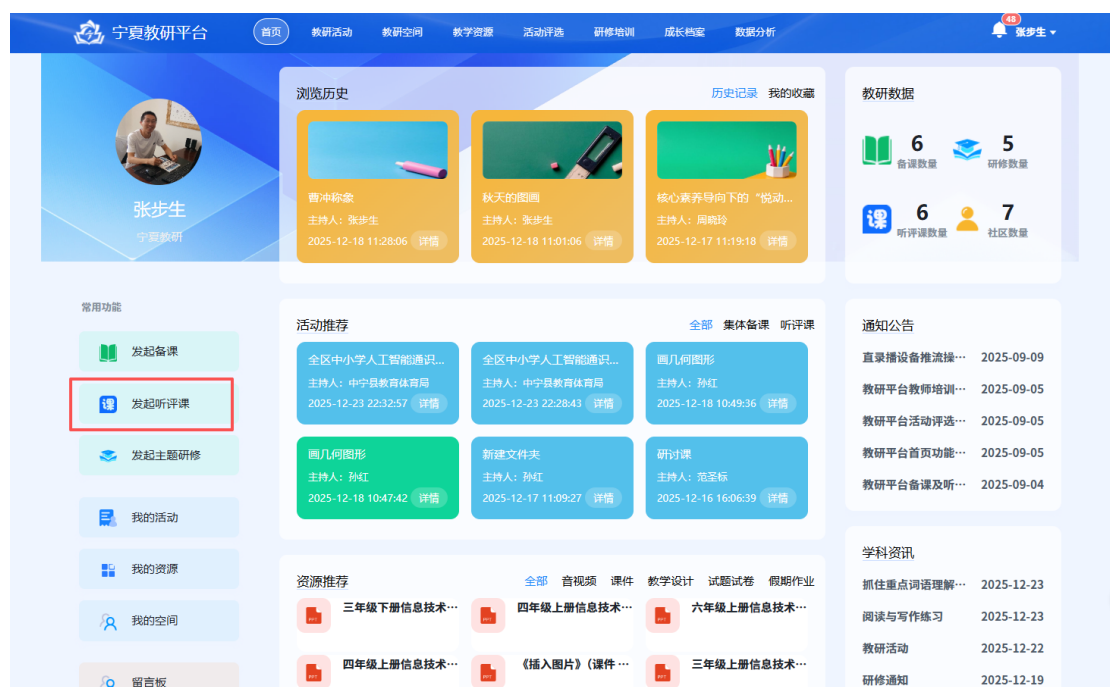 宁夏教研平台
首页 教研活动 教研空间 教学资源 活动评选 研修培训 成长档案 数据分析
48
张步生
张步生
宁夏教研
浏览历史
历史记录 我的收藏
曹冲称象
主持人：张步生
2025-12-18 11:28:06 详情
秋天的图画
主持人：张步生
2025-12-18 11:01:06 详情
核心素养导向下的“悦动...
主持人：周晓玲
2025-12-17 11:19:18 详情
教研数据
6
备课数量
5
研修数量
课
6
听评课数量
7
社区数量
常用功能
发起备课
课 发起听评课
发起主题研修
我的活动
我的资源
我的空间
留言板
活动推荐
全部 集体备课 听评课
全区中小学人工智能通识...
主持人：中宁县教育体育局
2025-12-23 22:32:57 详情
全区中小学人工智能通识...
主持人：中宁县教育体育局
2025-12-23 22:28:43 详情
画几何图形
主持人：孙红
2025-12-18 10:49:36 详情
画几何图形
主持人：孙红
2025-12-18 10:47:42 详情
新建文件夹
主持人：孙红
2025-12-17 11:09:27 详情
研讨课
主持人：范圣标
2025-12-16 16:06:39 详情
通知公告
直录播设备推流操… 2025-09-09
教研平台教师培训… 2025-09-05
教研平台活动评选… 2025-09-05
教研平台首页功能… 2025-09-05
教研平台备课及听… 2025-09-04
资源推荐
全部 音视频 课件 教学设计 试题试卷 假期作业
三年级下册信息技术…
四年级上册信息技术…
六年级上册信息技术…
四年级上册信息技术…
《插入图片》（课件…
三年级上册信息技术…
学科资讯
抓住重点词语理解… 2025-12-23
阅读与写作练习 2025-12-23
教研活动 2025-12-22
研修通知 2025-12-19